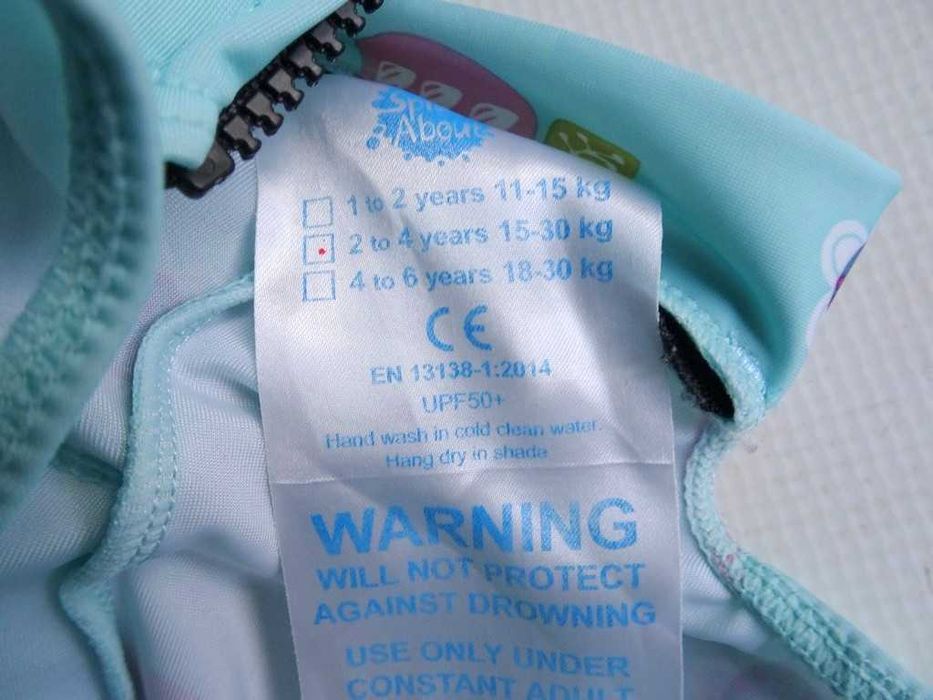 Splash
About
1 to 2 years 11-15 kg
2 to 4 years 15-30 kg
4 to 6 years 18-30 kg
CE
EN 13138-1:2014
UPF50+
Hand wash in cold clean water.
Hang dry in shade
WARNING
WILL NOT PROTECT
AGAINST DROWNING
USE ONLY UNDER
CONSTANT ADULT